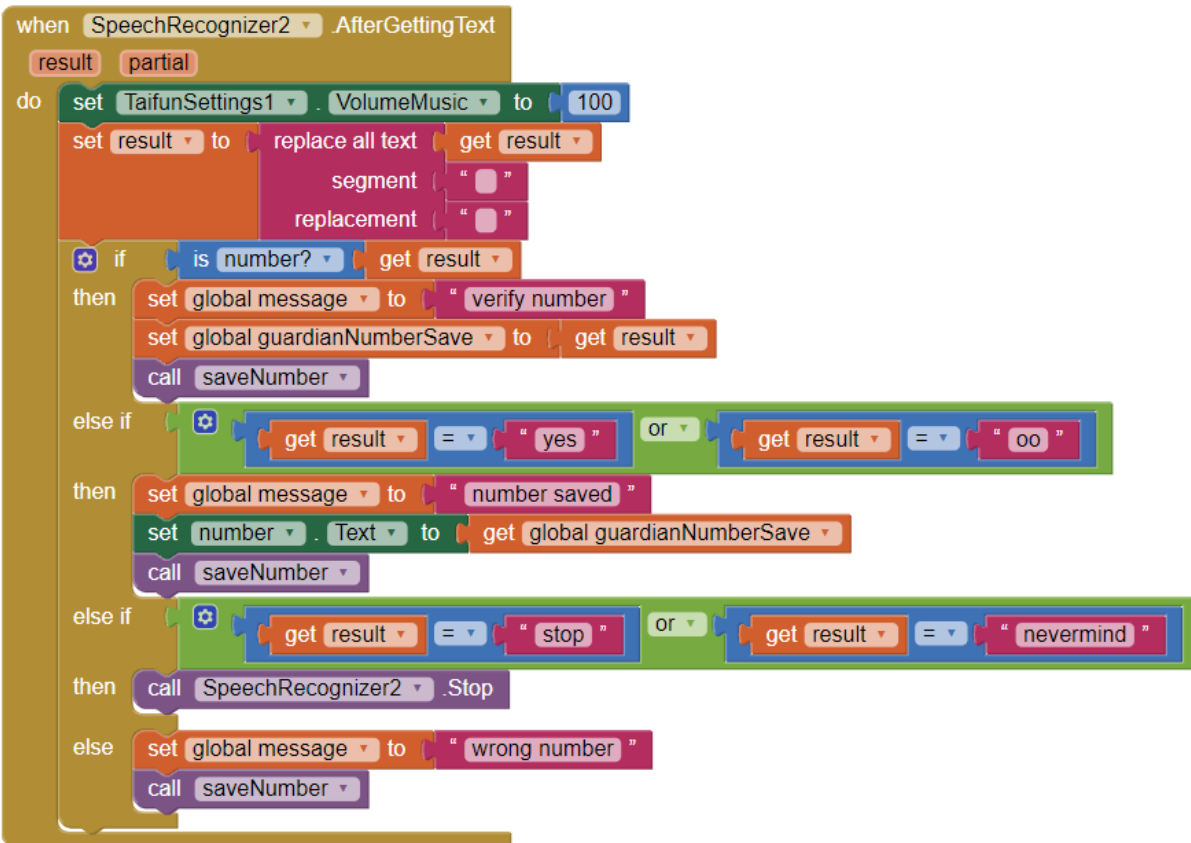 when SpeechRecognizer2 .AfterGettingText
result partial
do set TaifunSettings1 . VolumeMusic to 100
set result to replace all text get result
segment “ ”
replacement “ ”
if is number? get result
then set global message to “ verify number ”
set global guardianNumberSave to get result
call saveNumber
else if get result = “ yes ” or get result = “ oo ”
then set global message to “ number saved ”
set number . Text to get global guardianNumberSave
call saveNumber
else if get result = “ stop ” or get result = “ nevermind ”
then call SpeechRecognizer2 .Stop
else set global message to “ wrong number ”
call saveNumber